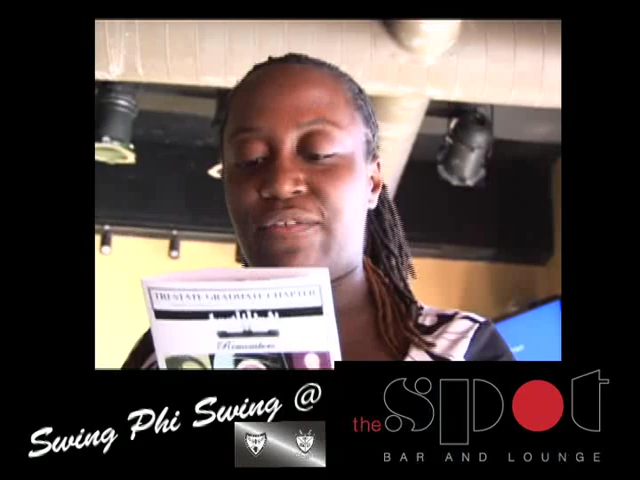 TRI-STATE GRADUATE CHAPTER
Remembers
Swing Phi Swing @
the spot
BAR AND LOUNGE